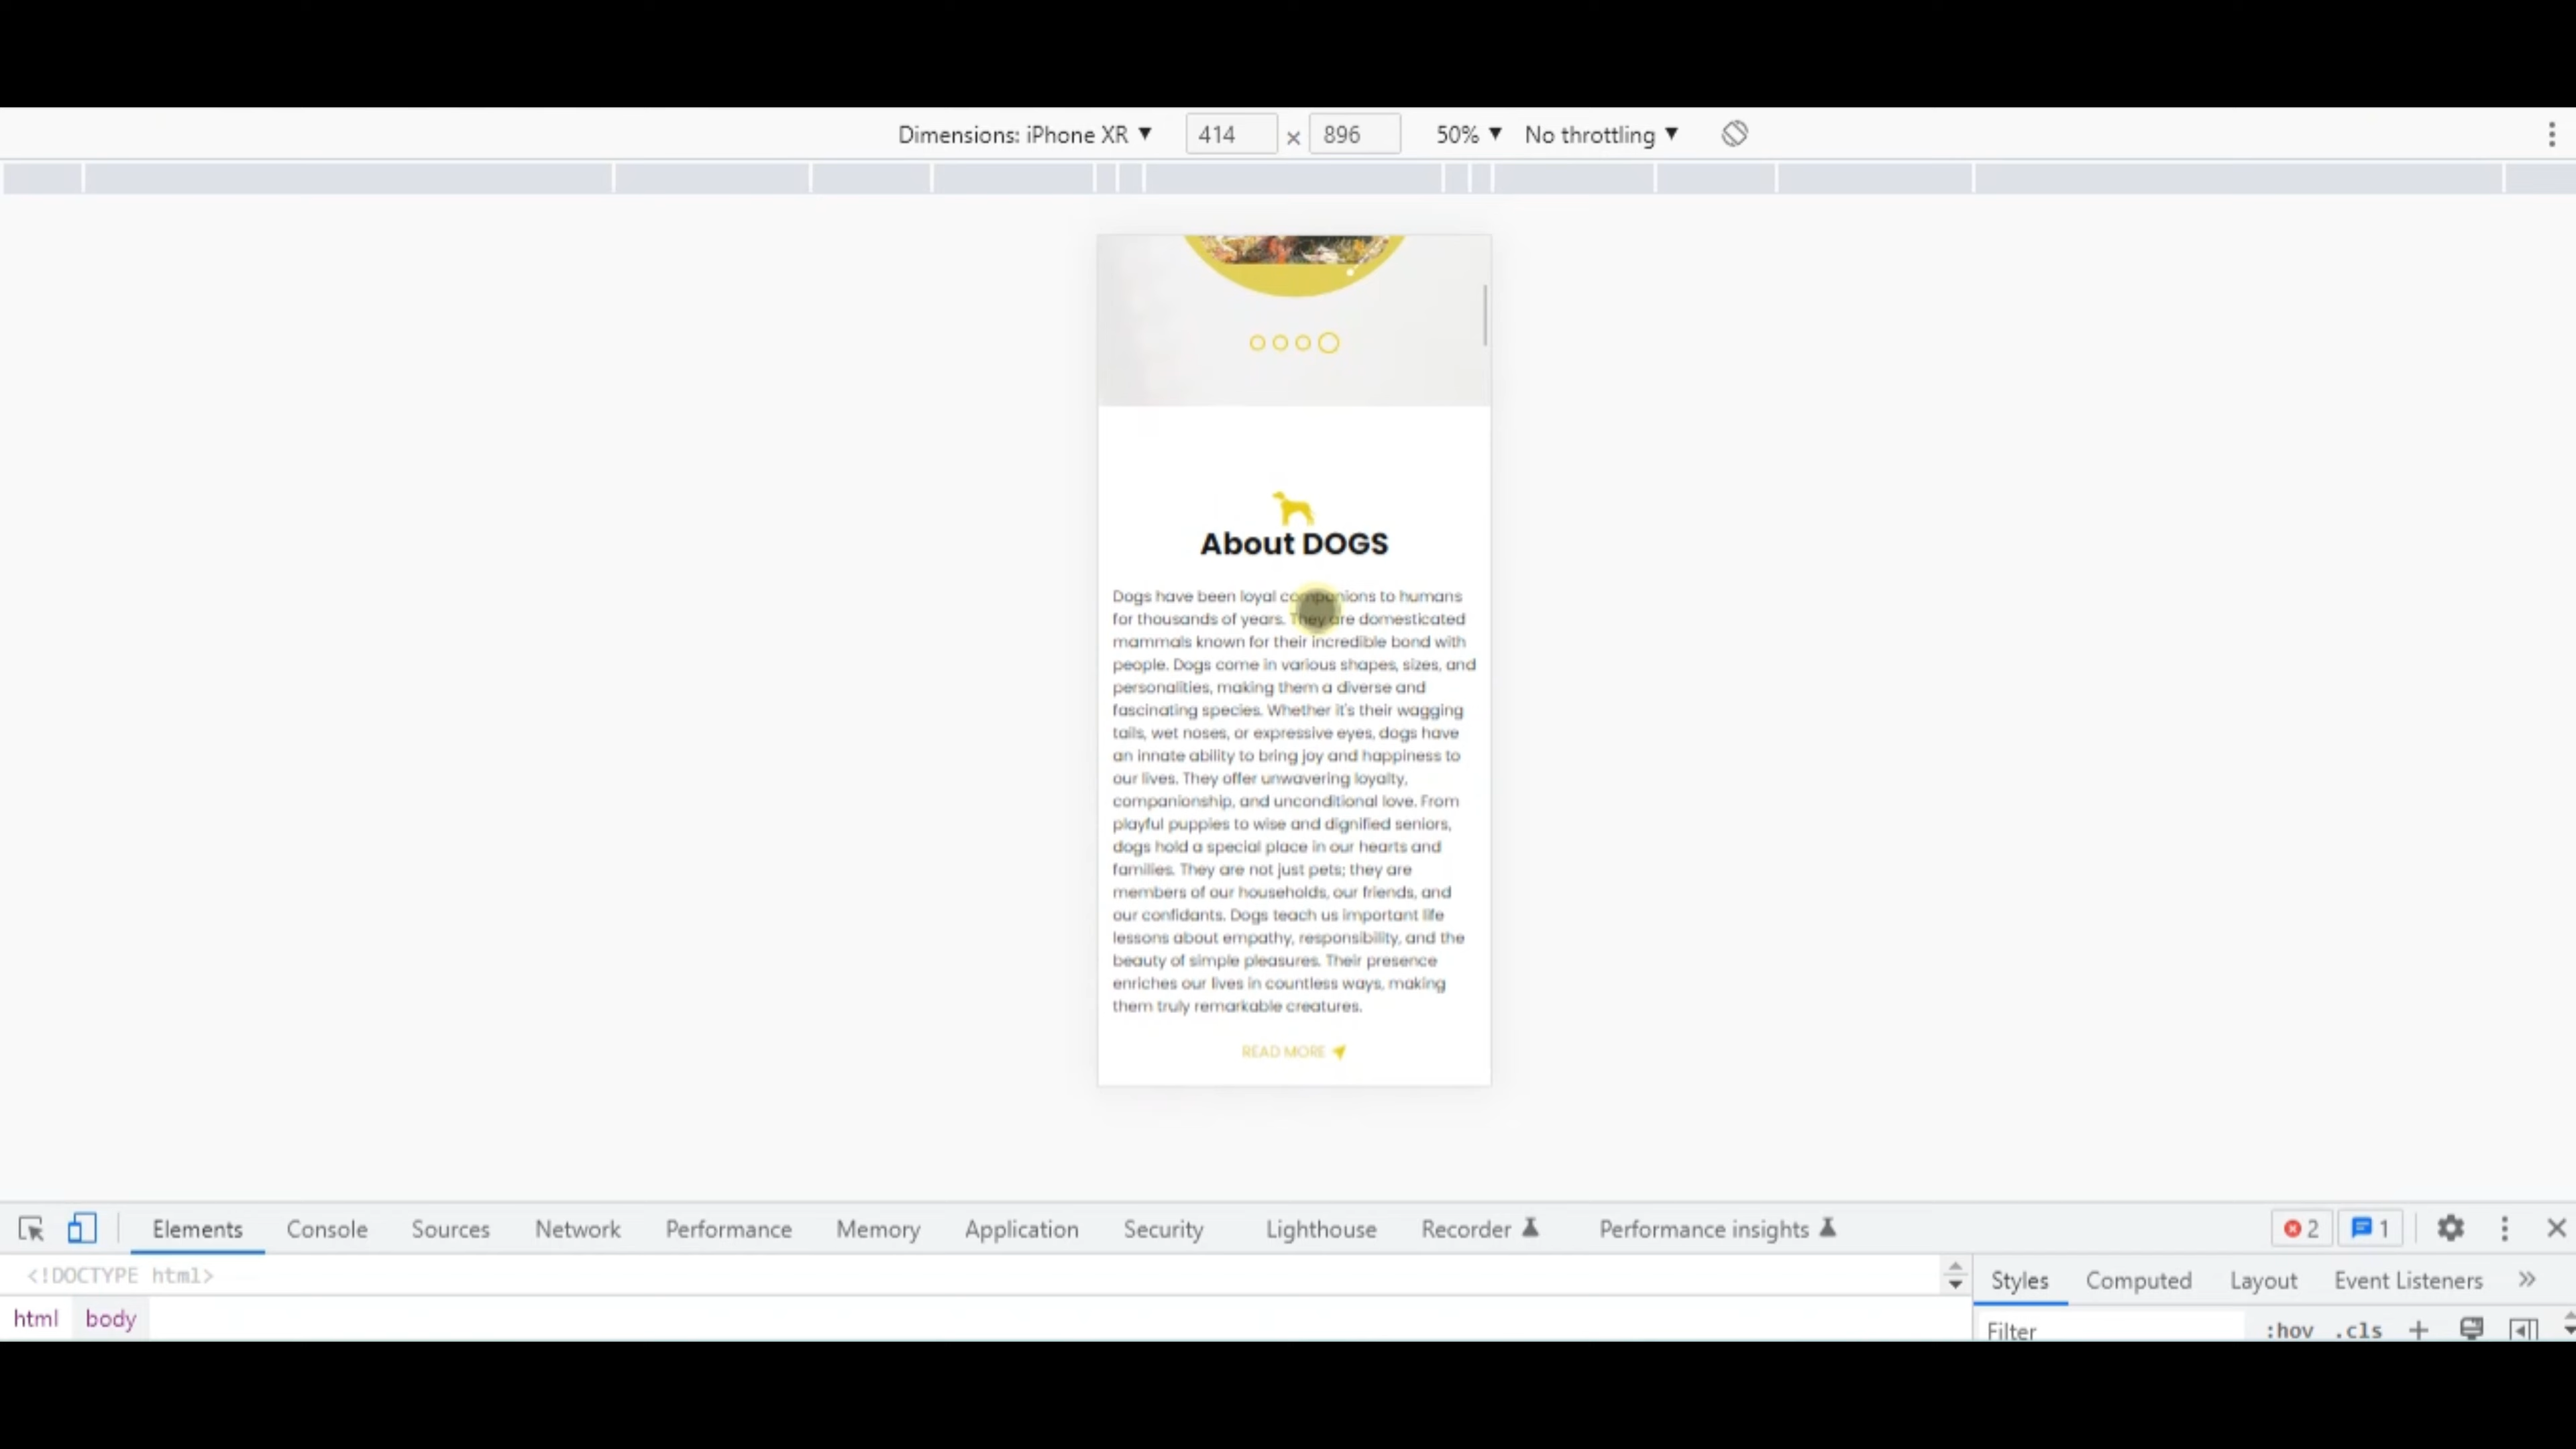 Dimensions: iPhone XR ▼ 414 × 896 50% ▼ No throttling ▼
About DOGS
Dogs have been loyal companions to humans
for thousands of years. They are domesticated
mammals known for their incredible bond with
people. Dogs come in various shapes, sizes, and
personalities, making them a diverse and
fascinating species. Whether it's their wagging
tails, wet noses, or expressive eyes, dogs have
an innate ability to bring joy and happiness to
our lives. They offer unwavering loyalty,
companionship, and unconditional love. From
playful puppies to wise and dignified seniors,
dogs hold a special place in our hearts and
families. They are not just pets; they are
members of our households, our friends, and
our confidants. Dogs teach us important life
lessons about empathy, responsibility, and the
beauty of simple pleasures. Their presence
enriches our lives in countless ways, making
them truly remarkable creatures.
READ MORE
Elements Console Sources Network Performance Memory Application Security Lighthouse Recorder Performance insights 2 1
<!DOCTYPE html>
Styles Computed Layout Event Listeners »
html body
Filter :hov .cls +